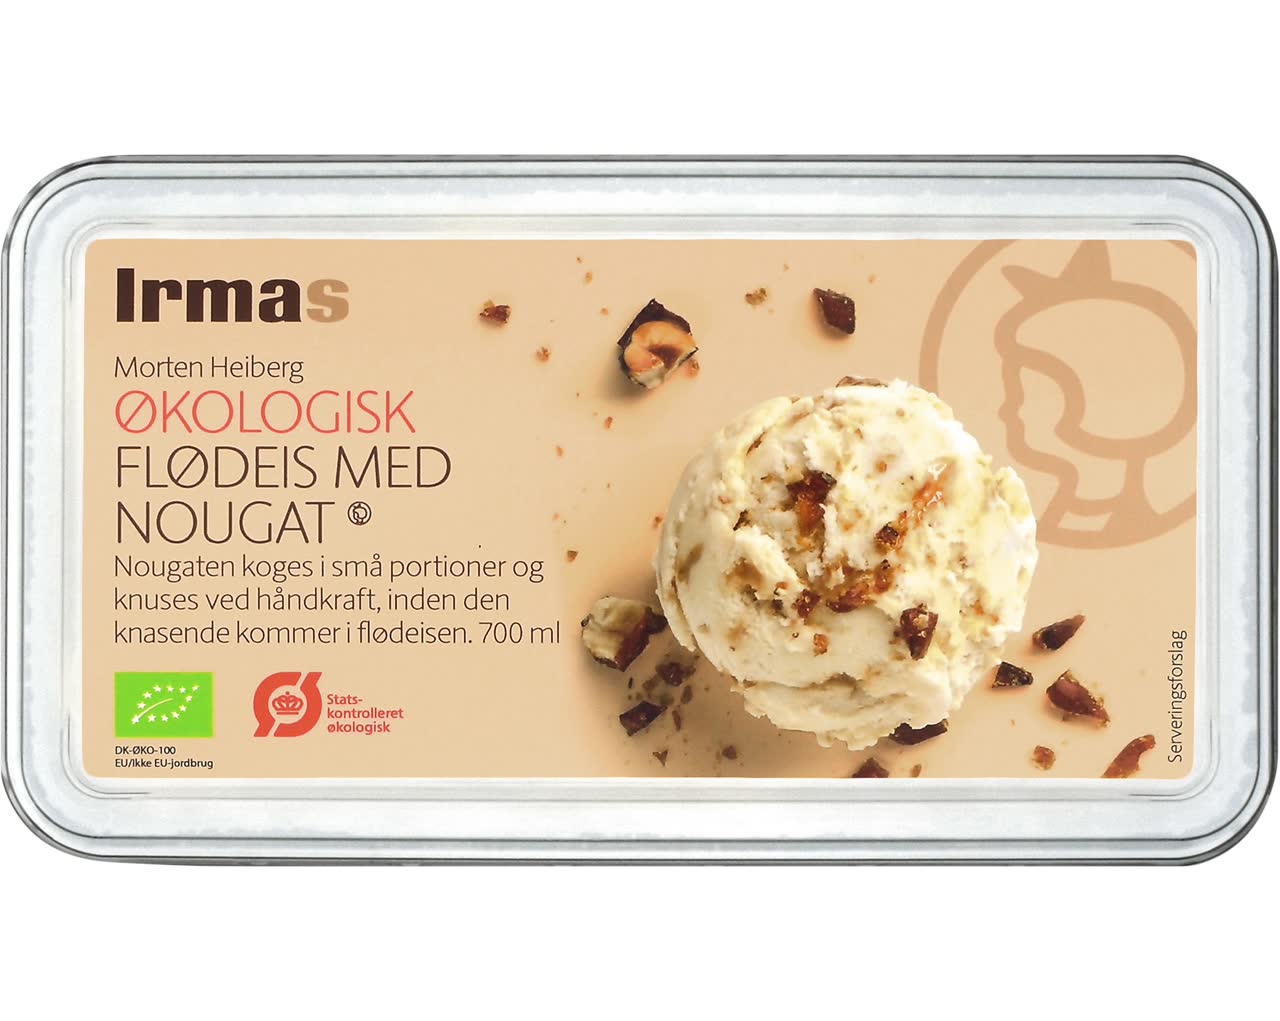 Irmas
Morten Heiberg
ØKOLOGISK
FLØDEIS MED
NOUGAT
Nougaten koges i små portioner og
knuses ved håndkraft, inden den
knasende kommer i flødeisen. 700 ml
Stats-
kontrolleret
økologisk
DK-ØKO-100
EU/Ikke EU-jordbrug
Serveringsforslag